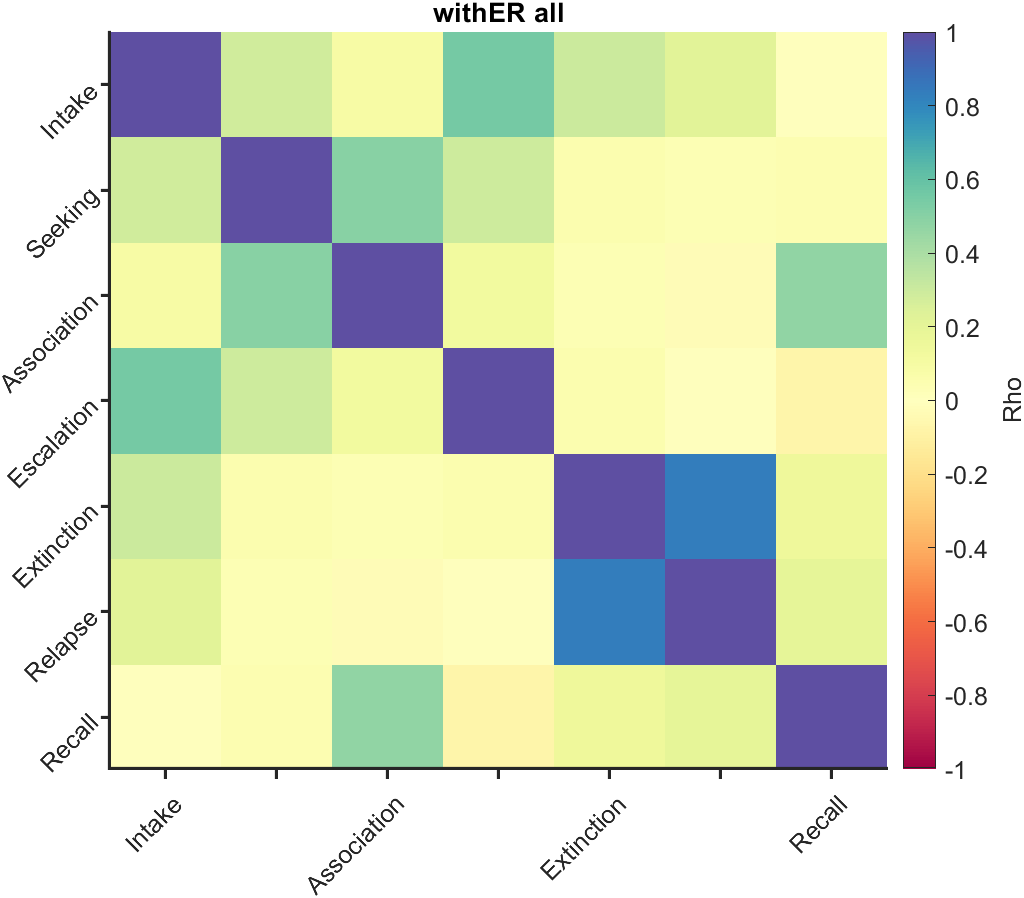 withER all
Intake
Seeking
Association
Escalation
Extinction
Relapse
Recall
Intake
Association
Extinction
Recall
1
0.8
0.6
0.4
0.2
0
-0.2
-0.4
-0.6
-0.8
-1
Rho